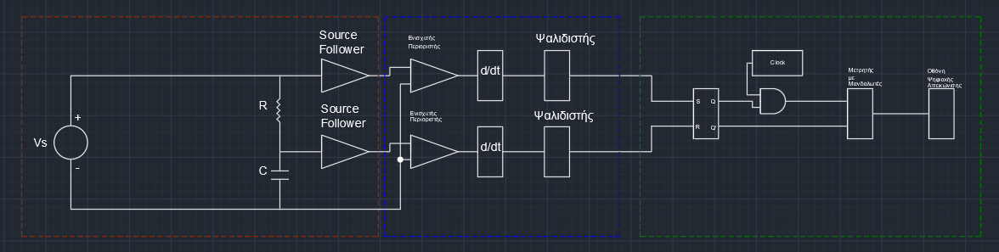 Source
Follower
Ενισχυτής
Περιοριστής
d/dt
Ψαλιδιστής
Clock
Μετρητής
με
Μανδαλωτές
Οθόνη
Ψηφιακής
Απεικόνισης
R
Source
Follower
Ενισχυτής
Περιοριστής
d/dt
Ψαλιδιστής
S Q
R Q'
+
Vs
-
C